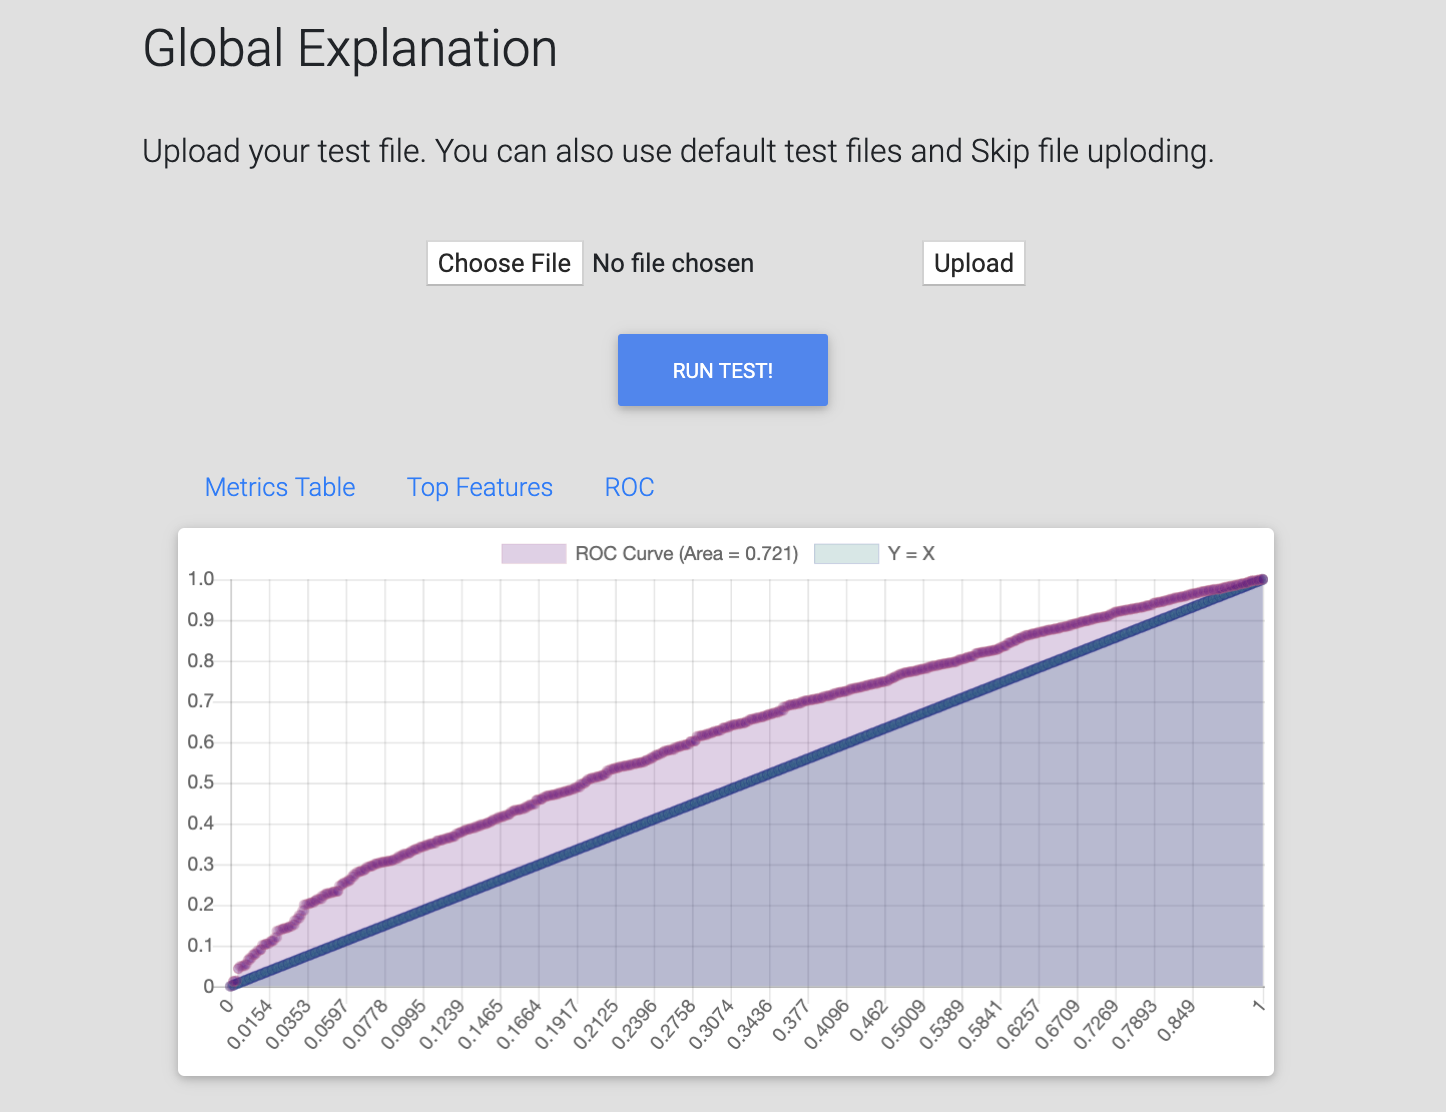 Global Explanation
Upload your test file. You can also use default test files and Skip file uploding.
Choose File No file chosen Upload
RUN TEST!
Metrics Table Top Features ROC
ROC Curve (Area = 0.721) Y = X
1.0
0.9
0.8
0.7
0.6
0.5
0.4
0.3
0.2
0.1
0
0 0.0154 0.0353 0.0597 0.0778 0.0995 0.1239 0.1465 0.1664 0.1917 0.2125 0.2396 0.2758 0.3074 0.3436 0.377 0.4096 0.462 0.5009 0.5389 0.5841 0.6257 0.6709 0.7269 0.7893 0.849 1